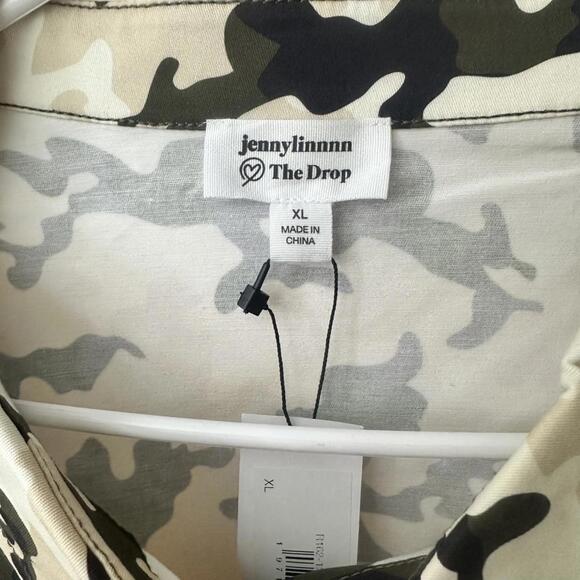 jennylinnnn
The Drop
XL
MADE IN
CHINA
XL